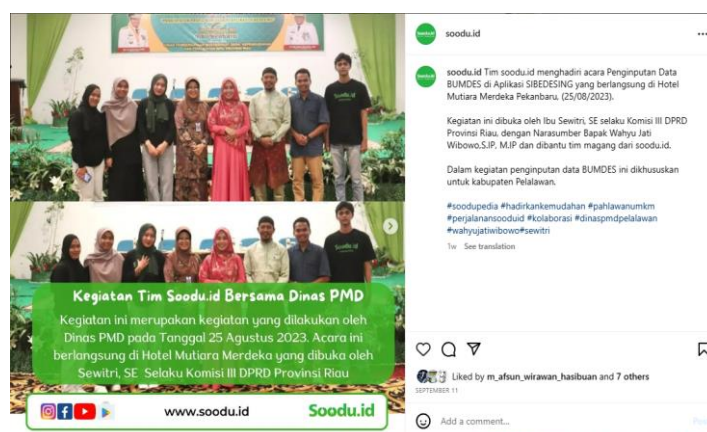 Soodu.id
Kegiatan Tim Soodu.id Bersama Dinas PMD
Kegiatan ini merupakan kegiatan yang dilakukan oleh
Dinas PMD pada Tanggal 25 Agustus 2023. Acara ini
berlangsung di Hotel Mutiara Merdeka yang dibuka oleh
Sewitri, SE Selaku Komisi III DPRD Provinsi Riau
www.soodu.id
Soodu.id
soodu.id
soodu.id Tim soodu.id menghadiri acara Penginputan Data
BUMDES di Aplikasi SIBEDESING yang berlangsung di Hotel
Mutiara Merdeka Pekanbaru, (25/08/2023).
Kegiatan ini dibuka oleh Ibu Sewitri, SE selaku Komisi III DPRD
Provinsi Riau, dengan Narasumber Bapak Wahyu Jati
Wibowo,S.IP. M.IP dan dibantu tim magang dari soodu.id.
Dalam kegiatan penginputan data BUMDES ini dikhususkan
untuk kabupaten Pelalawan.
#soodupedia #hadirkankemudahan #pahlawanumkm
#perjalanansooduid #kolaborasi #dinaspmdpelalawan
#wahyujatiwibowo#sewitri
1w See translation
Liked by m_afsun_wirawan_hasibuan and 7 others
SEPTEMBER 11
Add a comment...
Post